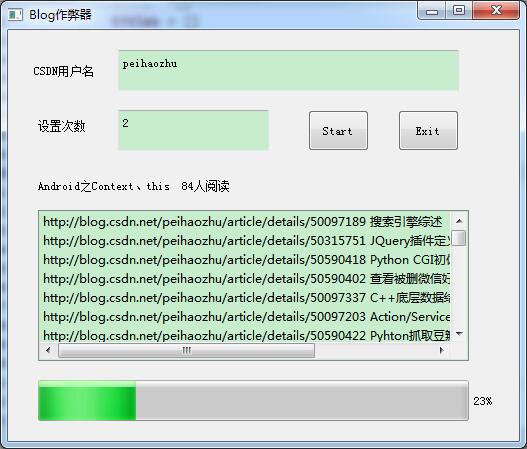 Blog作弊器
CSDN用户名
peihaozhu
设置次数
2
Start
Exit
Android之Context、this 84人阅读
http://blog.csdn.net/peihaozhu/article/details/50097189 搜索引擎综述
http://blog.csdn.net/peihaozhu/article/details/50315751 JQuery插件定
http://blog.csdn.net/peihaozhu/article/details/50590418 Python CGI初
http://blog.csdn.net/peihaozhu/article/details/50590402 查看被删微信好
http://blog.csdn.net/peihaozhu/article/details/50097337 C++底层数据结
http://blog.csdn.net/peihaozhu/article/details/50097203 Action/Service
http://blog.csdn.net/peihaozhu/article/details/50590422 Pyhton抓取豆
23%